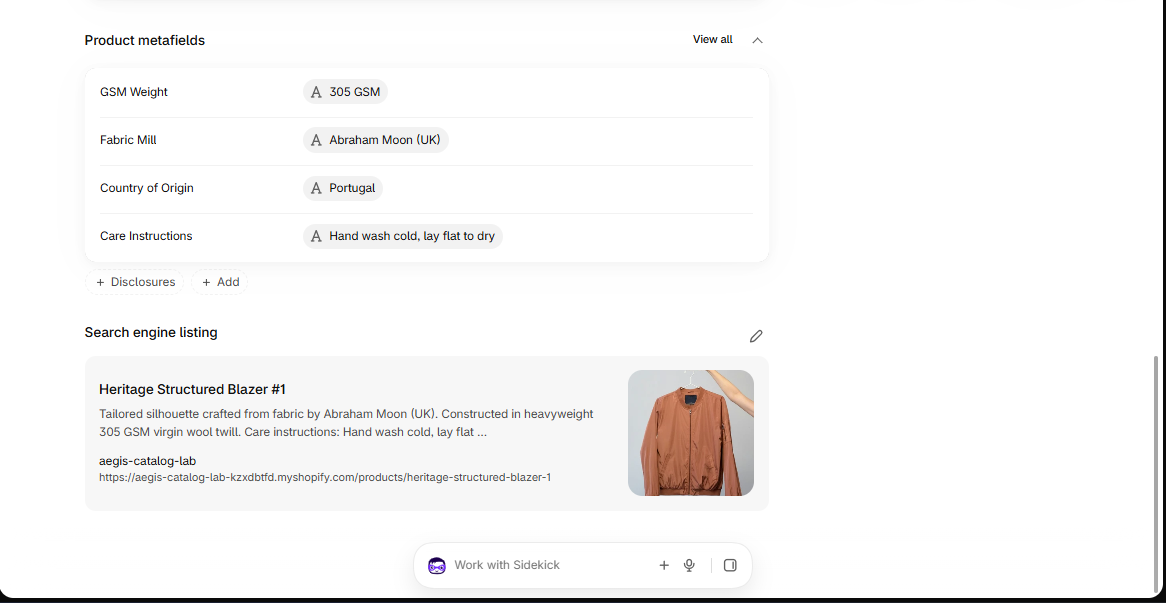 Product metafields
View all
GSM Weight
305 GSM
Fabric Mill
Abraham Moon (UK)
Country of Origin
Portugal
Care Instructions
Hand wash cold, lay flat to dry
+ Disclosures
+ Add
Search engine listing
Heritage Structured Blazer #1
Tailored silhouette crafted from fabric by Abraham Moon (UK). Constructed in heavyweight
305 GSM virgin wool twill. Care instructions: Hand wash cold, lay flat ...
aegis-catalog-lab
https://aegis-catalog-lab-kzxdbtfd.myshopify.com/products/heritage-structured-blazer-1
Work with Sidekick